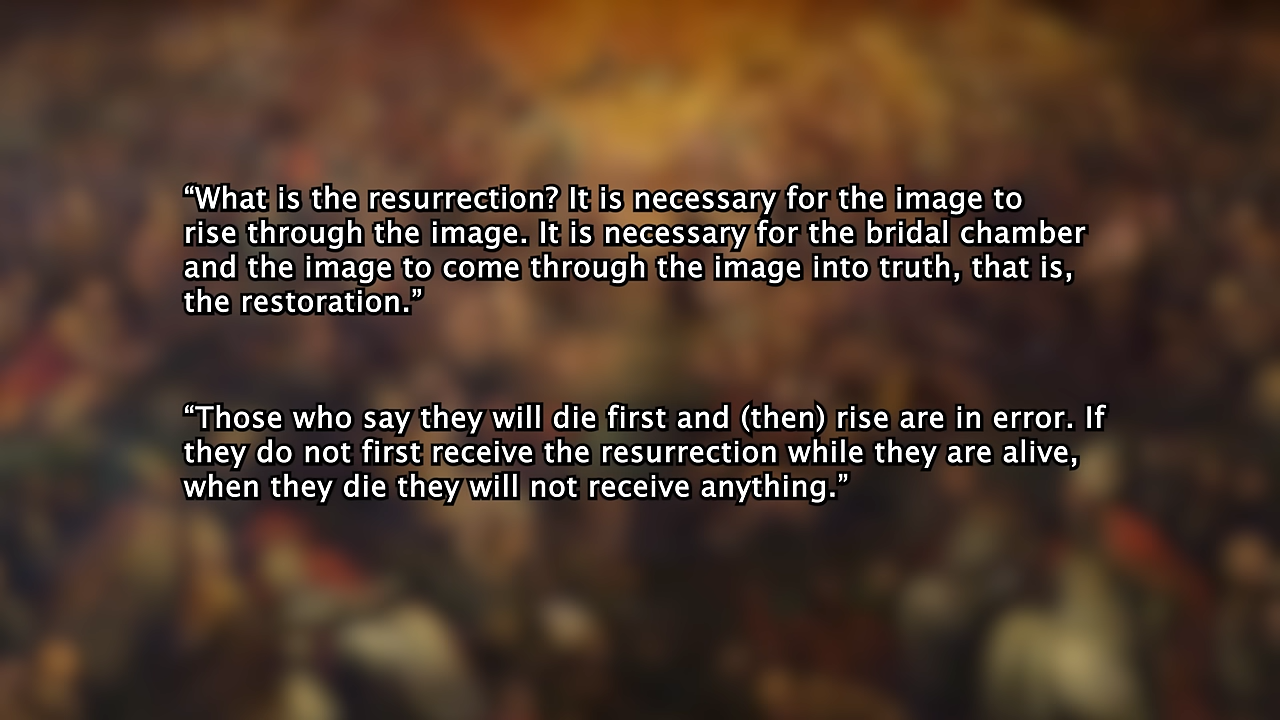 “What is the resurrection? It is necessary for the image to
rise through the image. It is necessary for the bridal chamber
and the image to come through the image into truth, that is,
the restoration.”
“Those who say they will die first and (then) rise are in error. If
they do not first receive the resurrection while they are alive,
when they die they will not receive anything.”